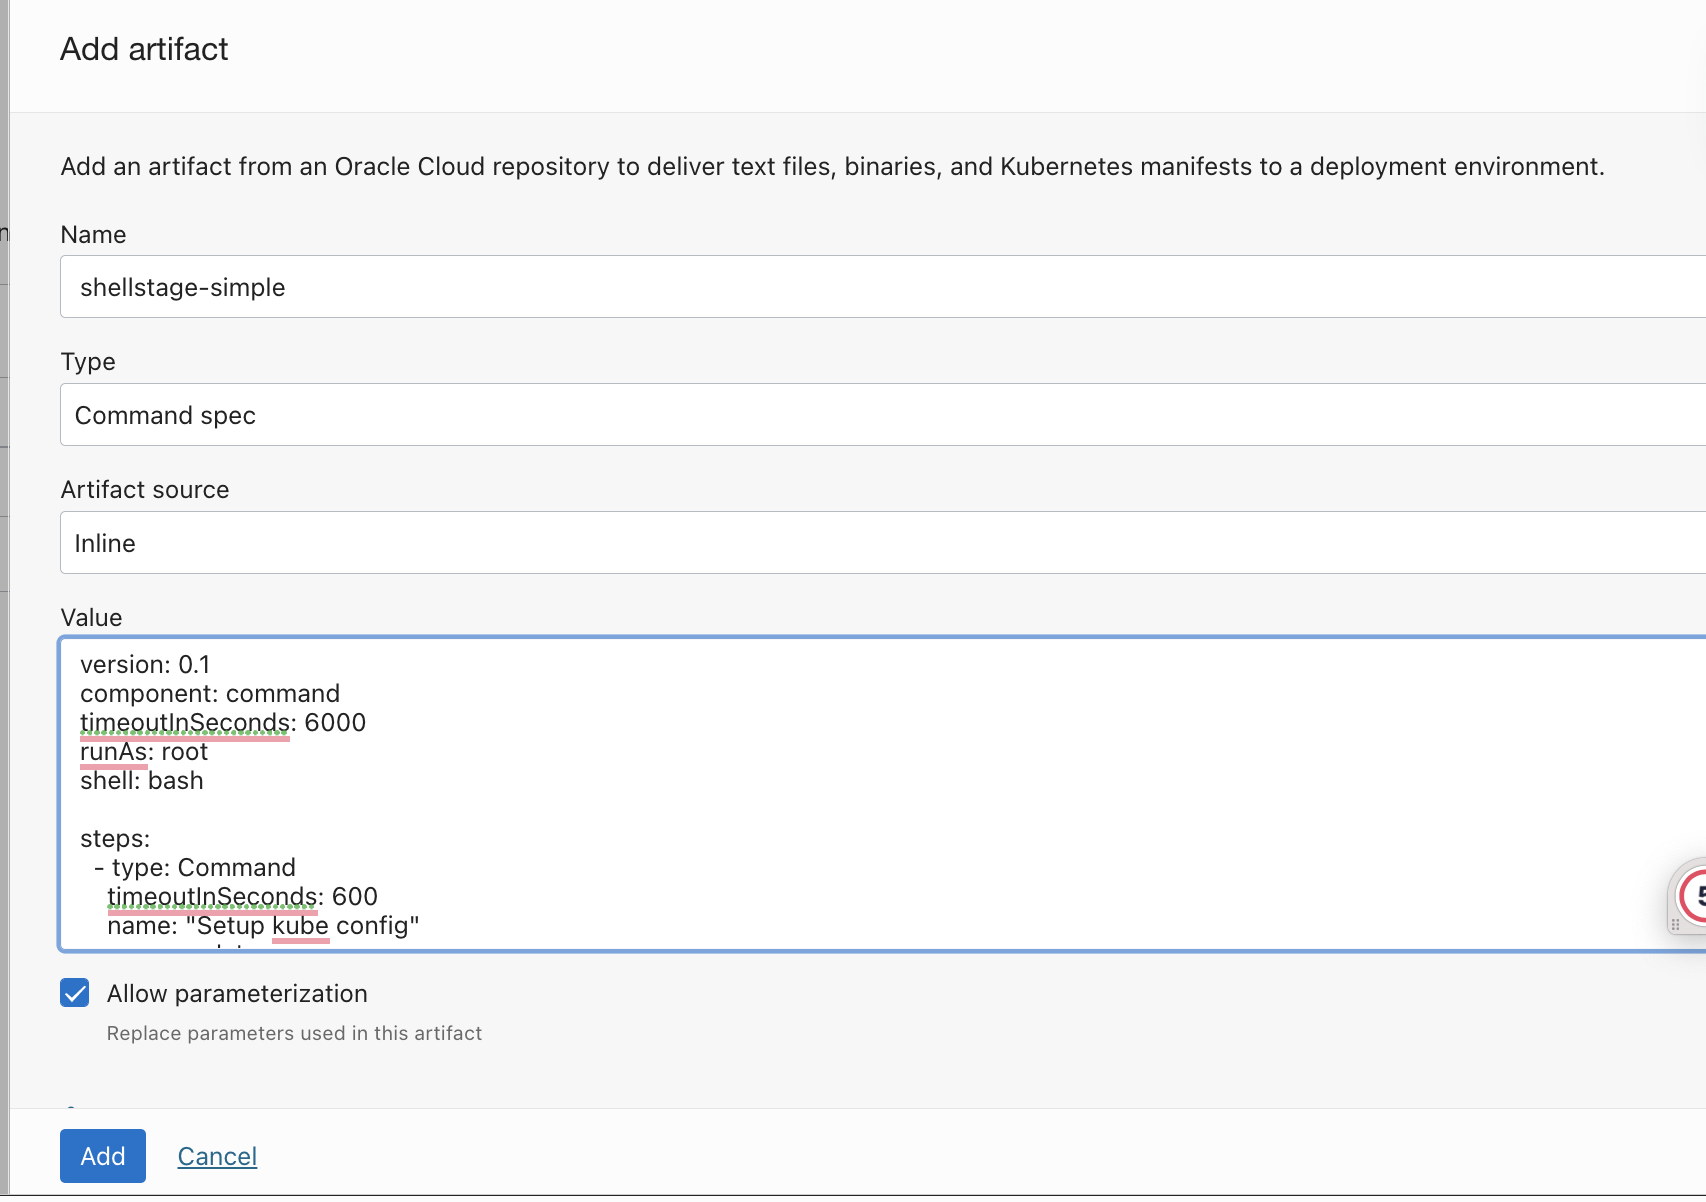 Add artifact
Add an artifact from an Oracle Cloud repository to deliver text files, binaries, and Kubernetes manifests to a deployment environment.
Name
shellstage-simple
Type
Command spec
Artifact source
Inline
Value
version: 0.1
component: command
timeoutInSeconds: 6000
runAs: root
shell: bash
steps:
- type: Command
timeoutInSeconds: 600
name: "Setup kube config"
Allow parameterization
Replace parameters used in this artifact
Add
Cancel